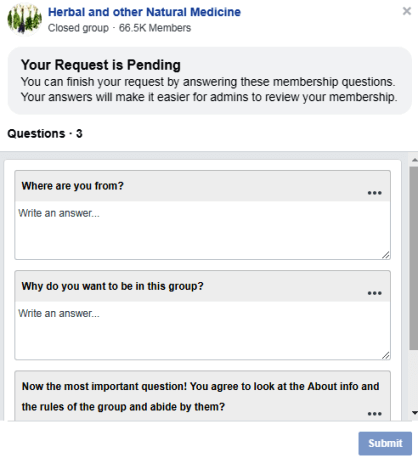 Herbal and other Natural Medicine
Closed group · 66.5K Members
Your Request is Pending
You can finish your request by answering these membership questions.
Your answers will make it easier for admins to review your membership.
Questions · 3
Where are you from?
Write an answer...
Why do you want to be in this group?
Write an answer...
Now the most important question! You agree to look at the About info and
the rules of the group and abide by them?
Submit